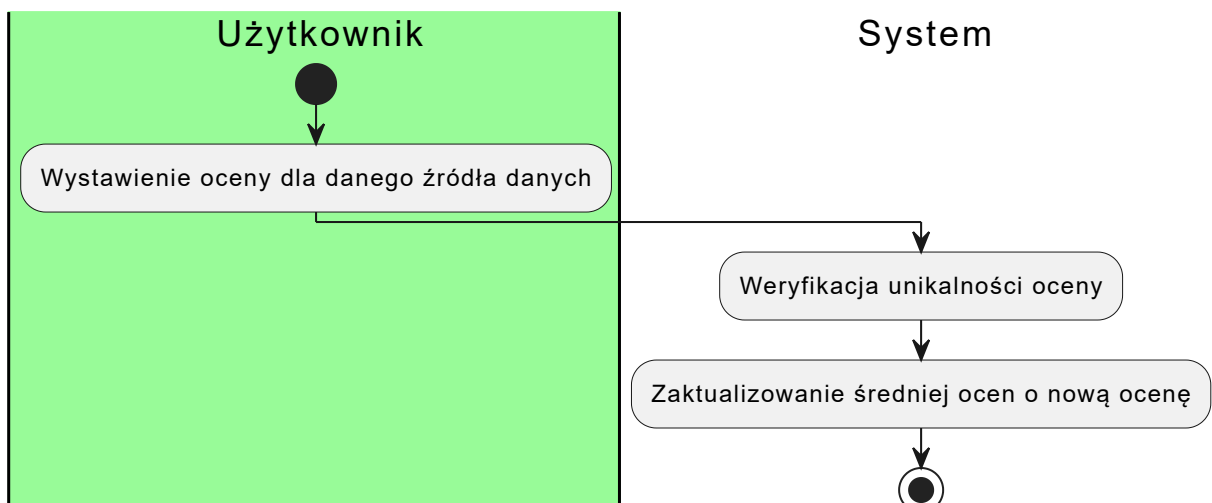 Użytkownik
System
Wystawienie oceny dla danego źródła danych
Weryfikacja unikalności oceny
Zaktualizowanie średniej ocen o nową ocenę